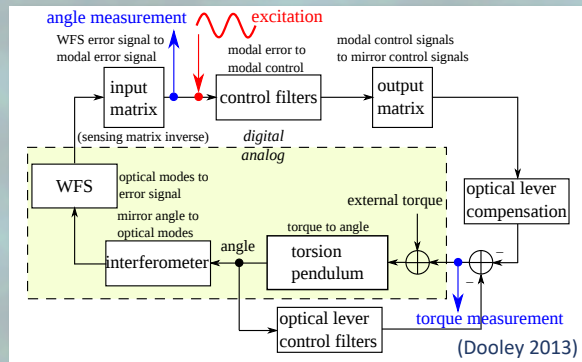 angle measurement
excitation
WFS error signal to
modal error signal
modal error to
modal control
modal control signals
to mirror control signals
input
matrix
control filters
output
matrix
(sensing matrix inverse)
digital
analog
WFS
optical modes to
error signal
mirror angle to
optical modes
interferometer
angle
torque to angle
torsion
pendulum
external torque
optical lever
compensation
−
−
optical lever
control filters
torque measurement
(Dooley 2013)